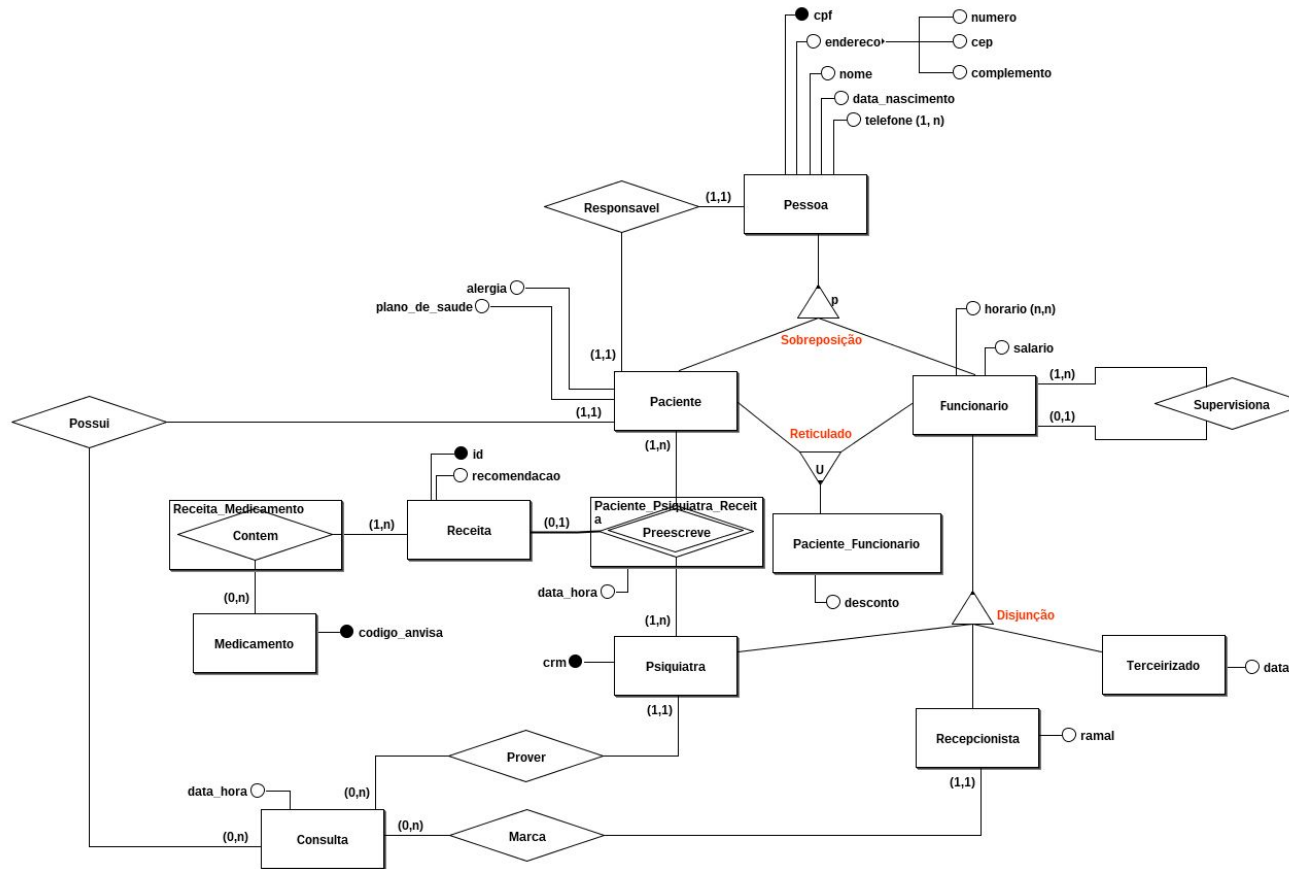 cpf
numero
endereco
cep
nome
complemento
data_nascimento
telefone (1, n)
Responsavel
(1,1)
Pessoa
alergia
plano_de_saude
p
Sobreposição
horario (n,n)
salario
(1,1)
Paciente
(1,n)
Funcionario
(0,1)
Supervisiona
Possui
(1,1)
Reticulado
U
(1,n)
id
recomendacao
Receita_Medicamento
Contem
(1,n)
Receita
(0,1)
Paciente_Psiquiatra_Receit
a
Preescreve
Paciente_Funcionario
data_hora
desconto
(0,n)
Medicamento
codigo_anvisa
(1,n)
Disjunção
crm
Psiquiatra
Terceirizado
data
(1,1)
Recepcionista
ramal
Prover
(1,1)
data_hora
(0,n)
(0,n)
Consulta
(0,n)
Marca